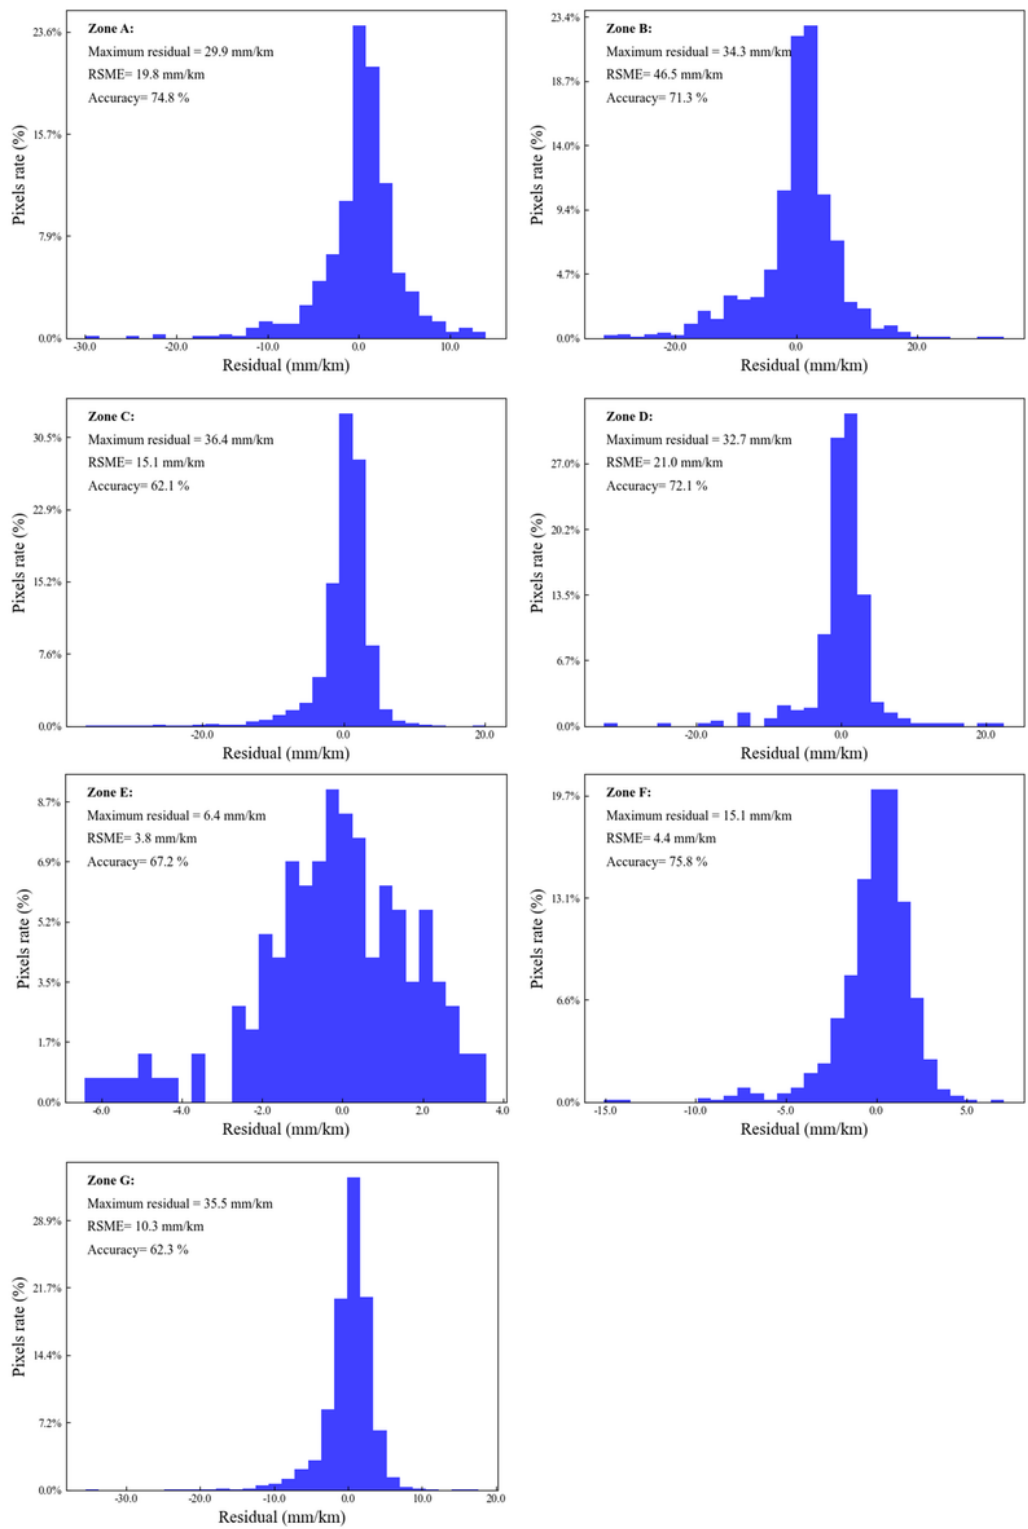 Zone A:
Maximum residual = 29.9 mm/km
RSME= 19.8 mm/km
Accuracy= 74.8 %
23.6%
15.7%
7.9%
0.0%
Pixels rate (%)
-30.0 -20.0 -10.0 0.0 10.0
Residual (mm/km)
Zone B:
Maximum residual = 34.3 mm/km
RSME= 46.5 mm/km
Accuracy= 71.3 %
23.4%
18.7%
14.0%
9.4%
4.7%
0.0%
Pixels rate (%)
-20.0 0.0 20.0
Residual (mm/km)
Zone C:
Maximum residual = 36.4 mm/km
RSME= 15.1 mm/km
Accuracy= 62.1 %
30.5%
22.9%
15.2%
7.6%
0.0%
Pixels rate (%)
-20.0 0.0 20.0
Residual (mm/km)
Zone D:
Maximum residual = 32.7 mm/km
RSME= 21.0 mm/km
Accuracy= 72.1 %
27.0%
20.2%
13.5%
6.7%
0.0%
Pixels rate (%)
-20.0 0.0 20.0
Residual (mm/km)
Zone E:
Maximum residual = 6.4 mm/km
RSME= 3.8 mm/km
Accuracy= 67.2 %
8.7%
6.9%
5.2%
3.5%
1.7%
0.0%
Pixels rate (%)
-6.0 -4.0 -2.0 0.0 2.0 4.0
Residual (mm/km)
Zone F:
Maximum residual = 15.1 mm/km
RSME= 4.4 mm/km
Accuracy= 75.8 %
19.7%
13.1%
6.6%
0.0%
Pixels rate (%)
-15.0 -10.0 -5.0 0.0 5.0
Residual (mm/km)
Zone G:
Maximum residual = 35.5 mm/km
RSME= 10.3 mm/km
Accuracy= 62.3 %
28.9%
21.7%
14.4%
7.2%
0.0%
Pixels rate (%)
-30.0 -20.0 -10.0 0.0 10.0 20.0
Residual (mm/km)